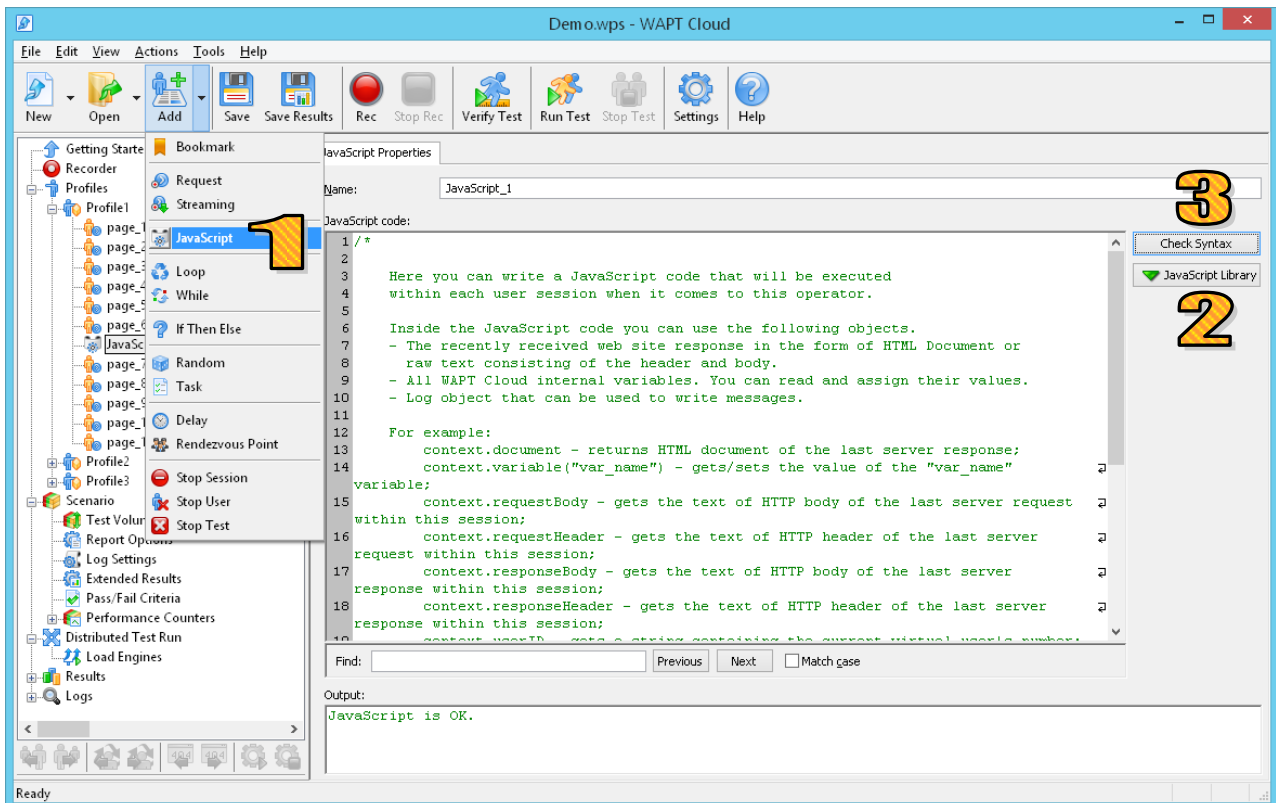 Demo.wps - WAPT Cloud
File Edit View Actions Tools Help
New Open Add Save Save Results Rec Stop Rec Verify Test Run Test Stop Test Settings Help
Getting Starte
Recorder
Profiles
Profile1
page_1
page_2
page_3
page_4
page_5
page_6
JavaSc
page_7
page_8
page_9
page_1
page_1
Profile2
Profile3
Scenario
Test Volum
Report Options
Log Settings
Extended Results
Pass/Fail Criteria
Performance Counters
Distributed Test Run
Load Engines
Results
Logs
Bookmark
Request
Streaming
JavaScript
1
Loop
While
If Then Else
Random
Task
Delay
Rendezvous Point
Stop Session
Stop User
Stop Test
JavaScript Properties
Name: JavaScript_1
JavaScript code:
1 /*
2
3 Here you can write a JavaScript code that will be executed
4 within each user session when it comes to this operator.
5
6 Inside the JavaScript code you can use the following objects.
7 - The recently received web site response in the form of HTML Document or
8 raw text consisting of the header and body.
9 - All WAPT Cloud internal variables. You can read and assign their values.
10 - Log object that can be used to write messages.
11
12 For example:
13 context.document - returns HTML document of the last server response;
14 context.variable("var_name") - gets/sets the value of the "var_name"
variable;
15 context.requestBody - gets the text of HTTP body of the last server request
within this session;
16 context.requestHeader - gets the text of HTTP header of the last server
request within this session;
17 context.responseBody - gets the text of HTTP body of the last server
response within this session;
18 context.responseHeader - gets the text of HTTP header of the last server
response within this session;
19 context.userID - gets a string containing the current virtual user's number;
3
Check Syntax
JavaScript Library
2
Find: Previous Next Match case
Output:
JavaScript is OK.
404 404
Ready